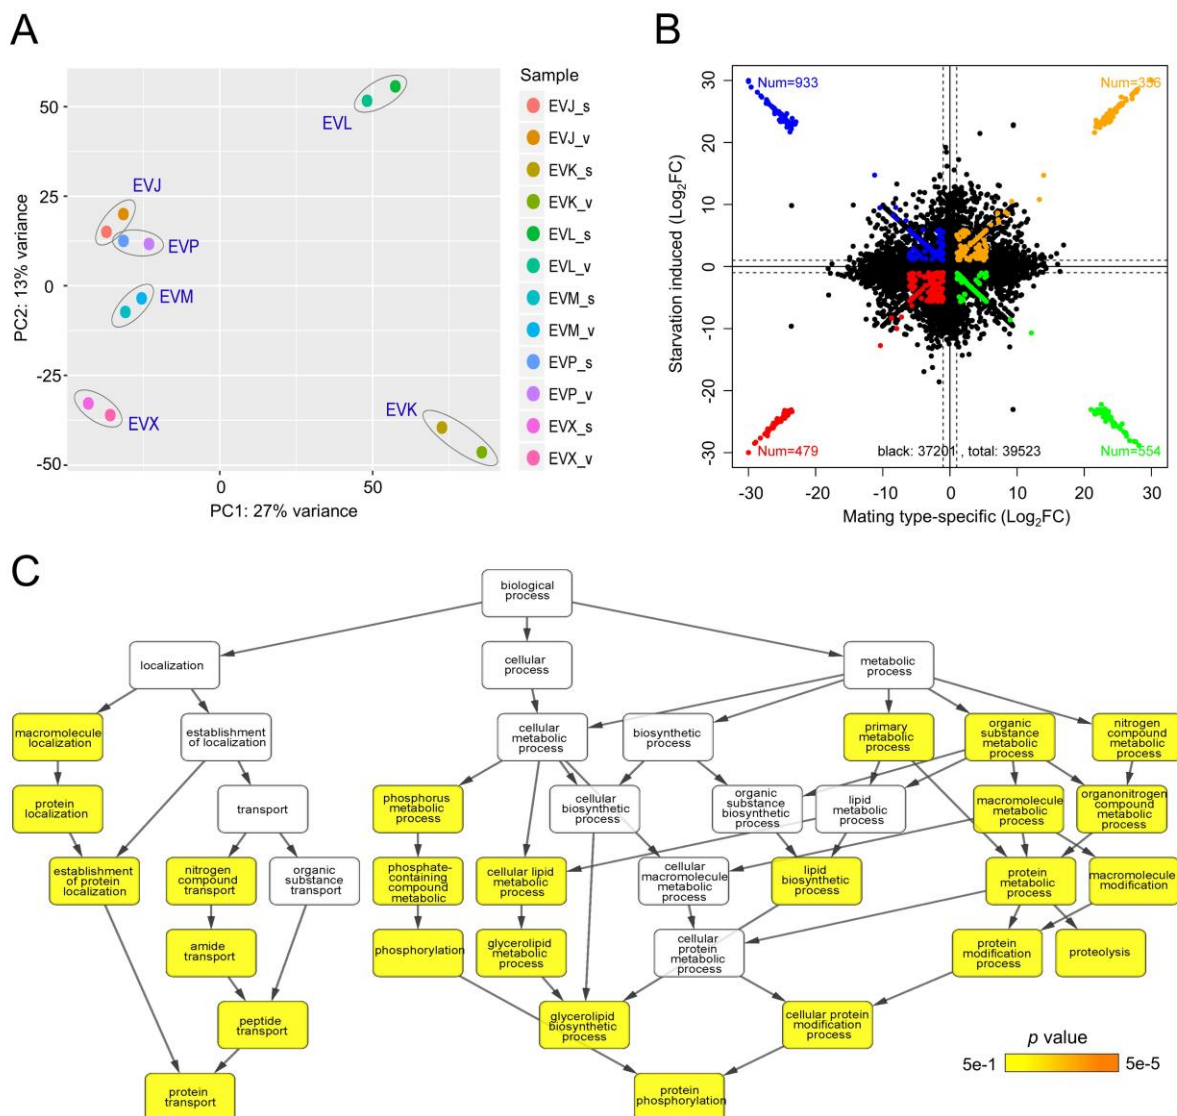 A
Sample
EVJ_s
EVJ_v
EVK_s
EVK_v
EVL_s
EVL_v
EVM_s
EVM_v
EVP_s
EVP_v
EVX_s
EVX_v
50
25
0
-25
-50
PC2: 13% variance
EVL
EVJ
EVP
EVM
EVX
EVK
0
50
PC1: 27% variance
B
30
20
10
0
-10
-20
-30
Starvation induced (Log2FC)
Num=933
Num=356
Num=479
black: 37201 , total: 39523
Num=554
-30
-20
-10
0
10
20
30
Mating type-specific (Log2FC)
C
biological
process
localization
cellular
process
metabolic
process
macromolecule
localization
establishment
of localization
cellular
metabolic
process
biosynthetic
process
primary
metabolic
process
organic
substance
metabolic
process
nitrogen
compound
metabolic
process
protein
localization
transport
phosphorus
metabolic
process
cellular
biosynthetic
process
organic
substance
biosynthetic
process
lipid
metabolic
process
macromolecule
metabolic
process
organonitrogen
compound
metabolic
process
establishment
of protein
localization
nitrogen
compound
transport
organic
substance
transport
phosphate-
containing
compound
metabolic
cellular lipid
metabolic
process
cellular
macromolecule
metabolic
process
lipid
biosynthetic
process
protein
metabolic
process
macromolecule
modification
amide
transport
phosphorylation
glycerolipid
metabolic
process
cellular
protein
metabolic
process
protein
modification
process
proteolysis
peptide
transport
glycerolipid
biosynthetic
process
cellular protein
modification
process
protein
transport
protein
phosphorylation
p value
5e-1
5e-5